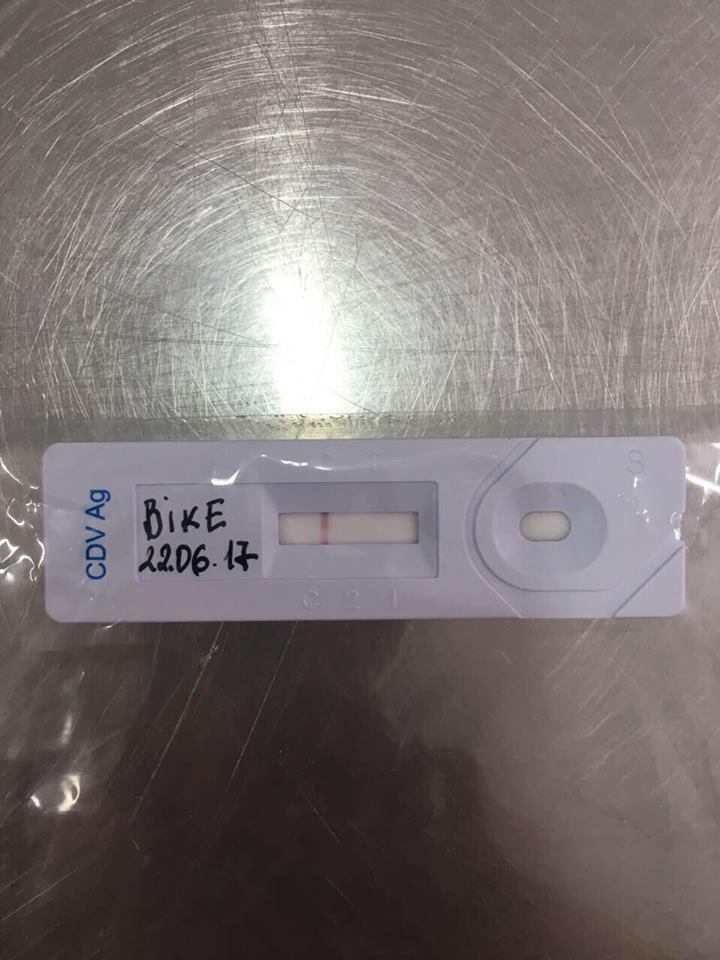 CDV Ag
BiKE
22.06.17
C T
S
C 2 1